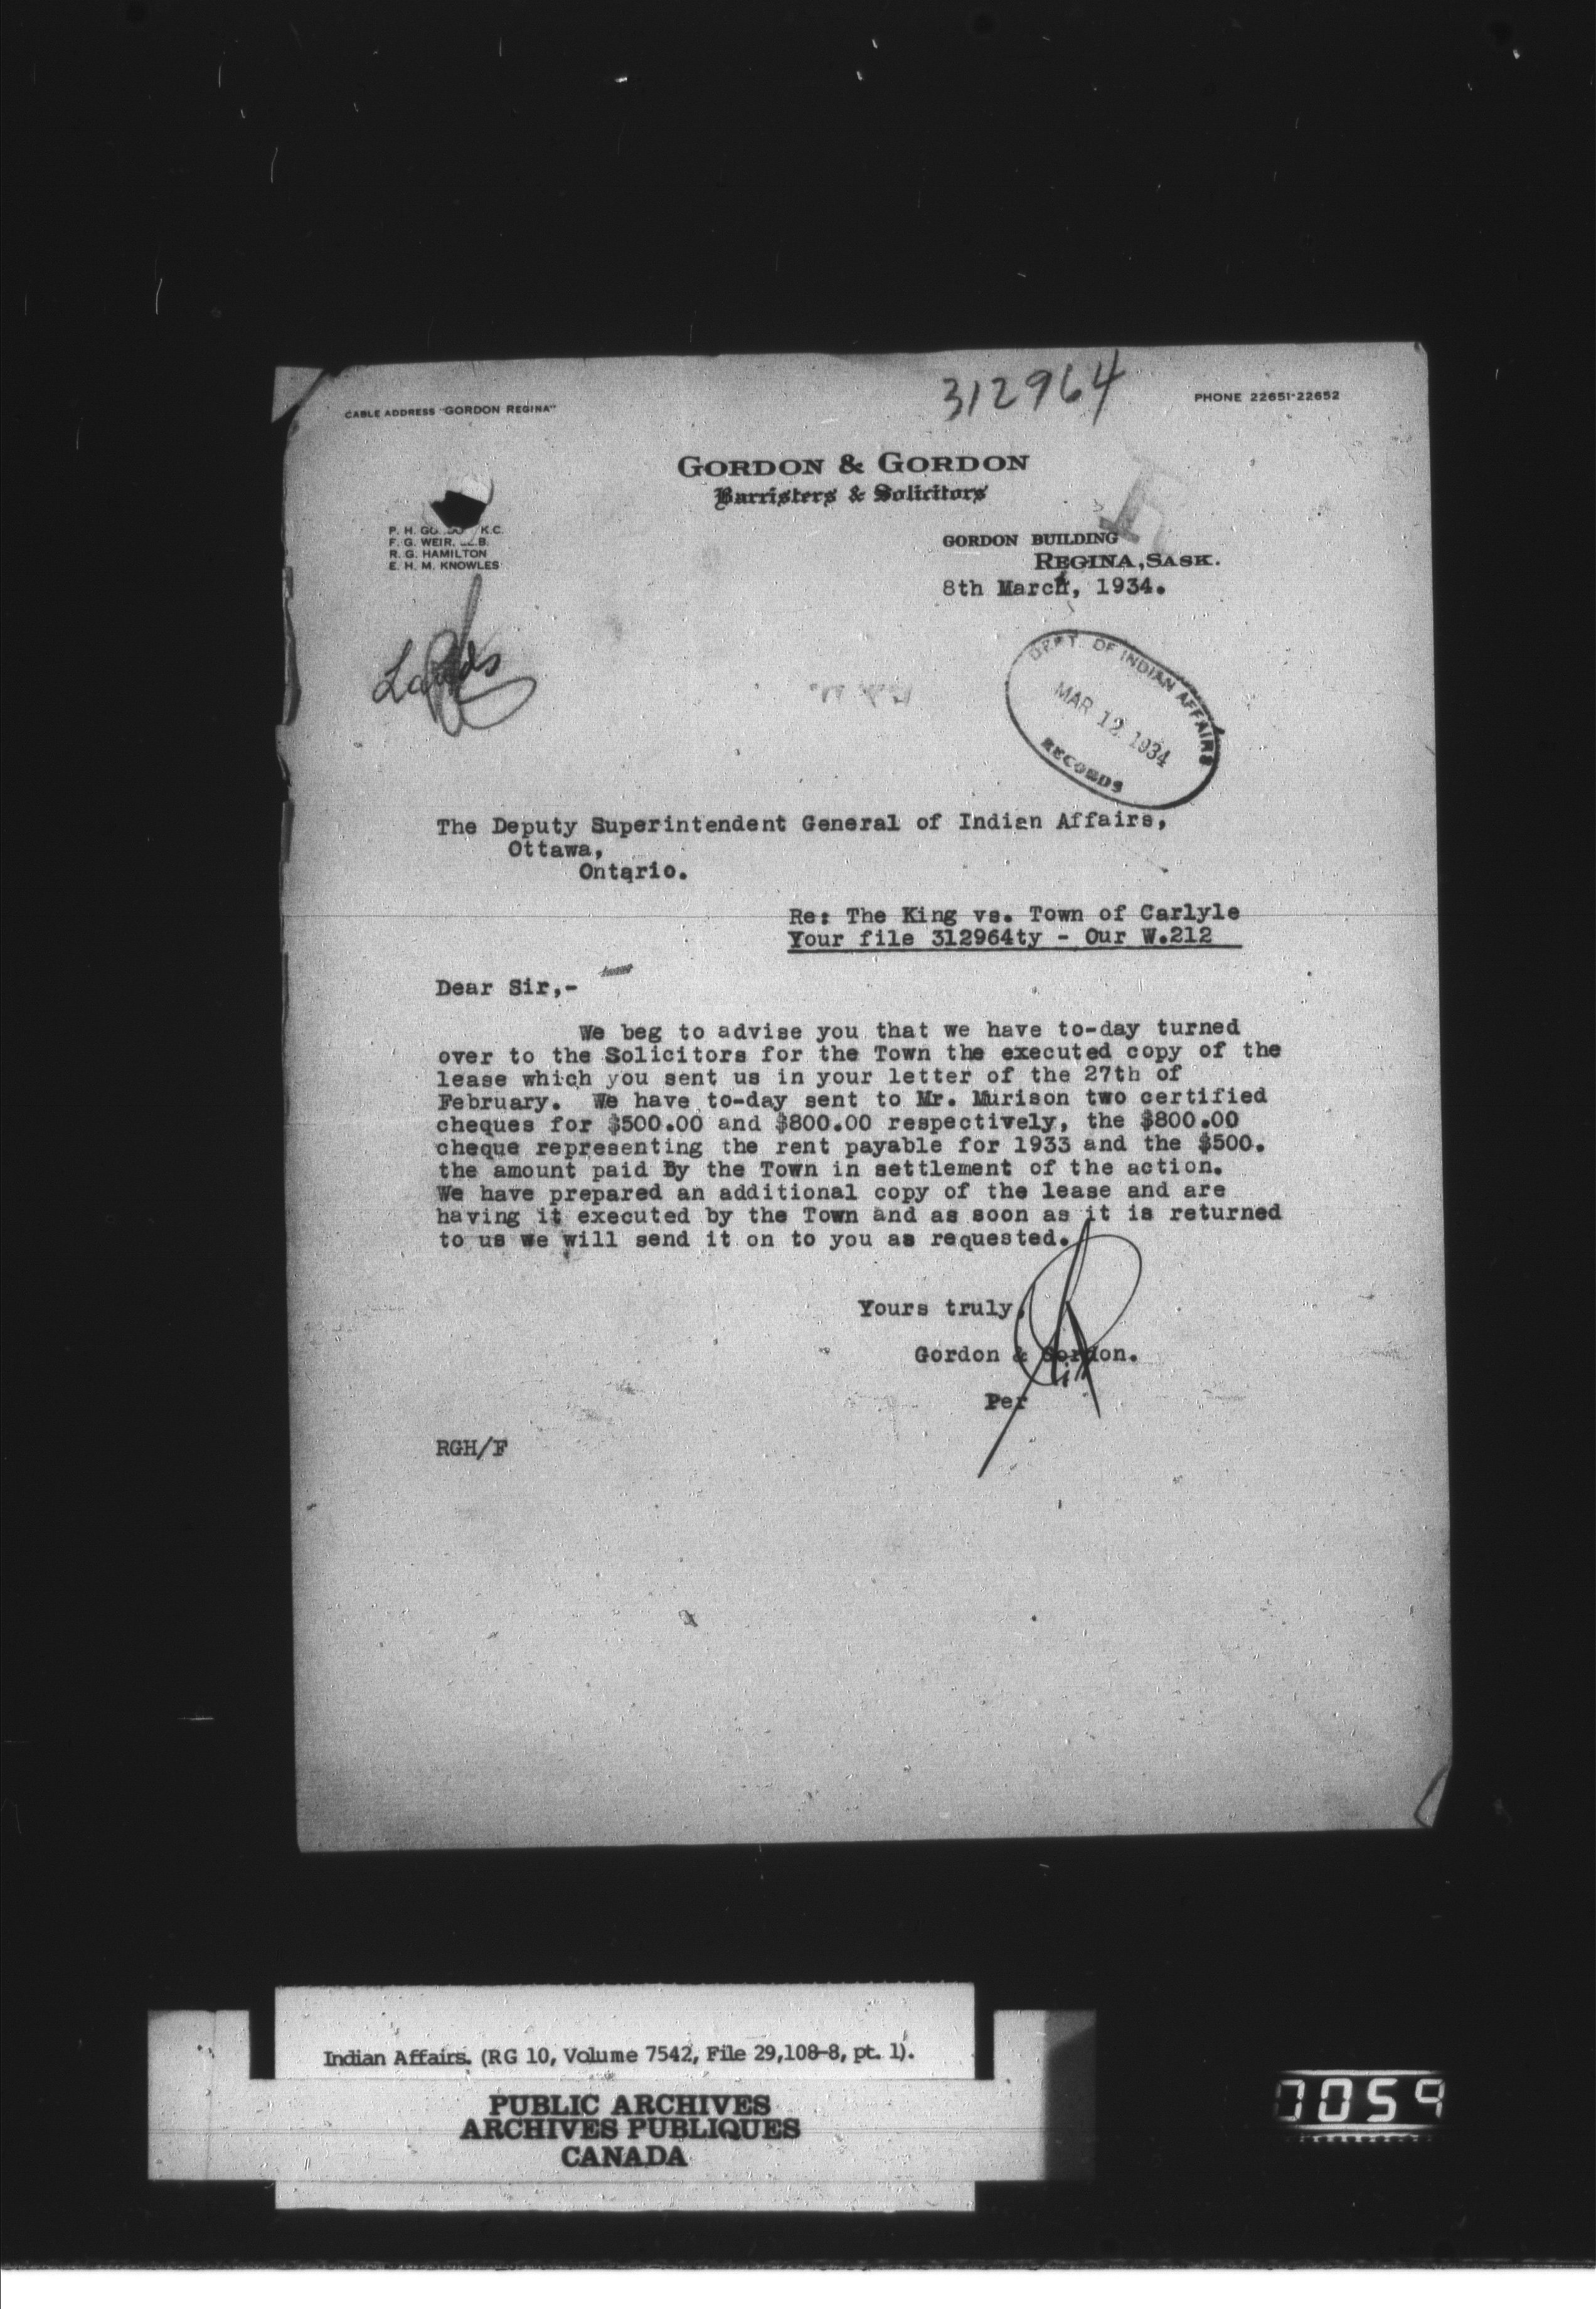 312964
CABLE ADDRESS "GORDON REGINA"
PHONE 22651-22652
GORDON & GORDON
Barristers & Solicitors
P. H. K.C.
F. G. WEIR, B.
R. G. HAMILTON
E. H. M. KNOWLES
GORDON BUILDING
REGINA, SASK.
8th March, 1934.
Lands
DEPT. OF INDIAN AFFAIRS
MAR 12 1934
RECORDS
The Deputy Superintendent General of Indian Affairs,
Ottawa,
Ontario.
Re: The King vs. Town of Carlyle
Your file 312964ty - Our W.212
Dear Sir,-
We beg to advise you that we have to-day turned
over to the Solicitors for the Town the executed copy of the
lease which you sent us in your letter of the 27th of
February. We have to-day sent to Mr. Murison two certified
cheques for $500.00 and $800.00 respectively, the $800.00
cheque representing the rent payable for 1933 and the $500.
the amount paid by the Town in settlement of the action.
We have prepared an additional copy of the lease and are
having it executed by the Town and as soon as it is returned
to us we will send it on to you as requested.
Yours truly,
Gordon & Gordon.
Per
RGH/F
Indian Affairs. (RG 10, Volume 7542, File 29,108-8, pt. 1).
PUBLIC ARCHIVES
ARCHIVES PUBLIQUES
CANADA
0059